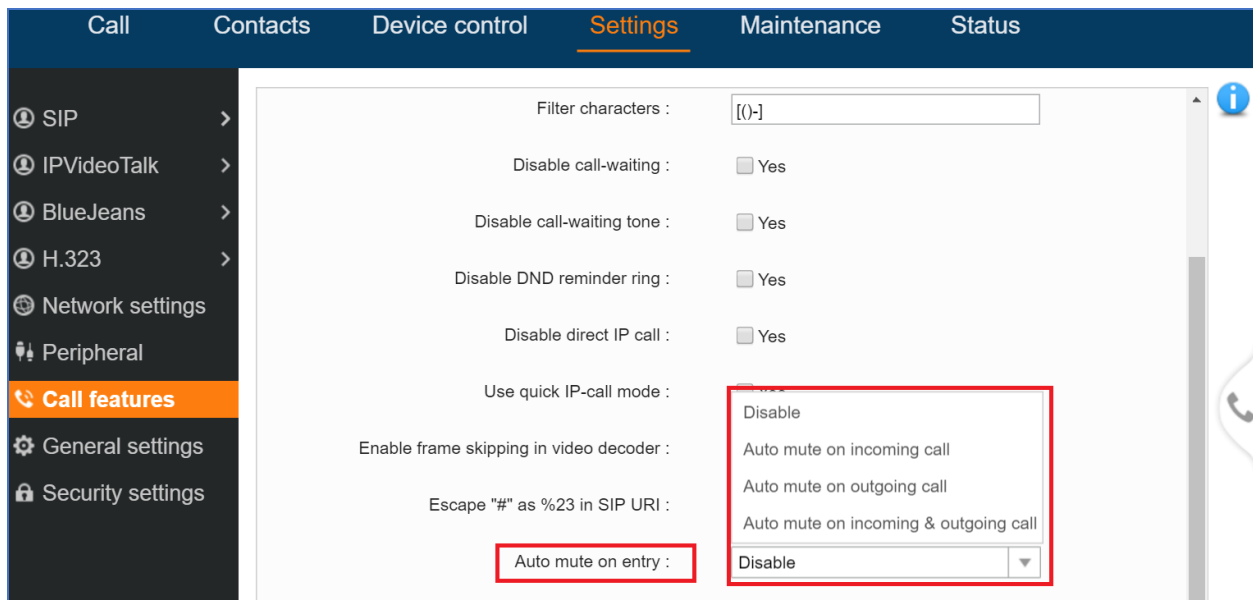 Call Contacts Device control Settings Maintenance Status
SIP
IPVideoTalk
BlueJeans
H.323
Network settings
Peripheral
Call features
General settings
Security settings
Filter characters : [()-]
Disable call-waiting : Yes
Disable call-waiting tone : Yes
Disable DND reminder ring : Yes
Disable direct IP call : Yes
Use quick IP-call mode :
Disable
Auto mute on incoming call
Enable frame skipping in video decoder :
Auto mute on outgoing call
Escape "#" as %23 in SIP URI :
Auto mute on incoming & outgoing call
Auto mute on entry : Disable